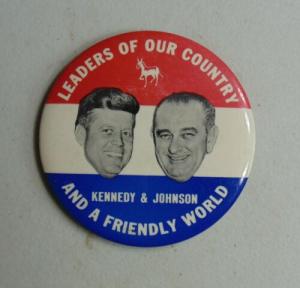 LEADERS OF OUR COUNTRY
KENNEDY & JOHNSON
AND A FRIENDLY WORLD